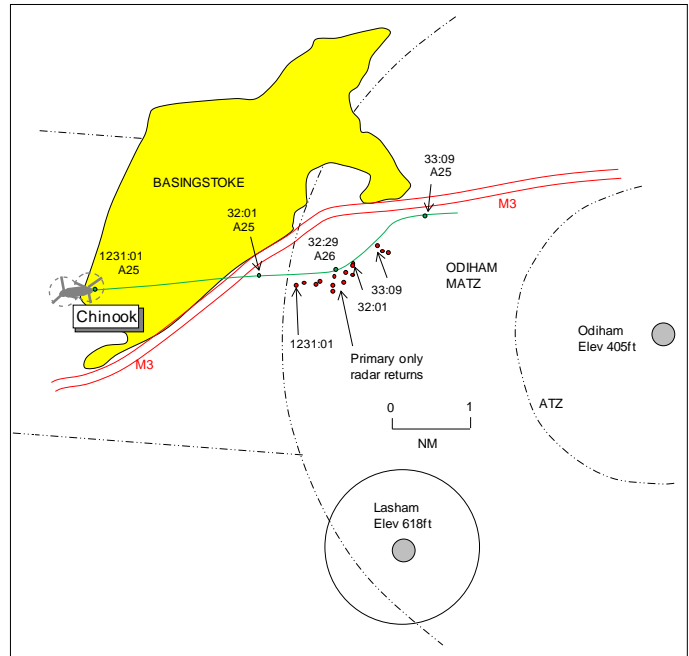 BASINGSTOKE
33:09
A25
M3
32:01
A25
1231:01
A25
32:29
A26
ODIHAM
MATZ
Chinook
33:09
32:01
1231:01
Primary only
radar returns
Odiham
Elev 405ft
M3
0 1
NM
ATZ
Lasham
Elev 618ft